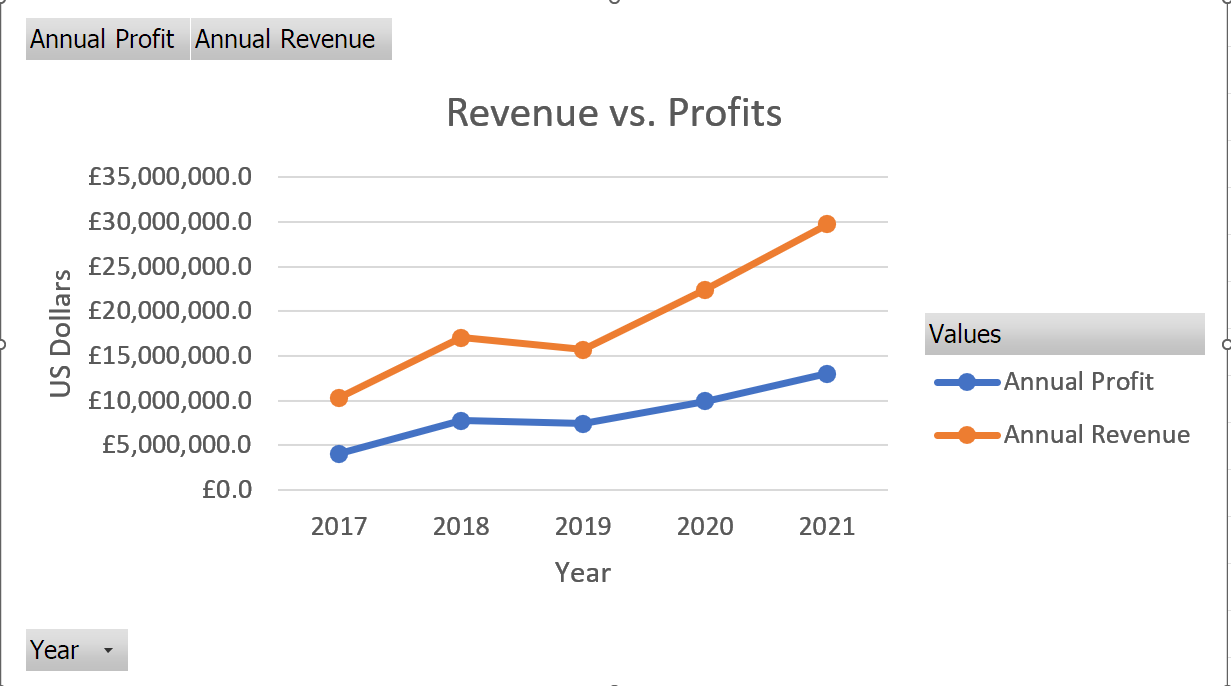 Annual Profit Annual Revenue
Revenue vs. Profits
£35,000,000.0
£30,000,000.0
£25,000,000.0
£20,000,000.0
£15,000,000.0
£10,000,000.0
£5,000,000.0
£0.0
US Dollars
2017 2018 2019 2020 2021
Year
Values
Annual Profit
Annual Revenue
Year